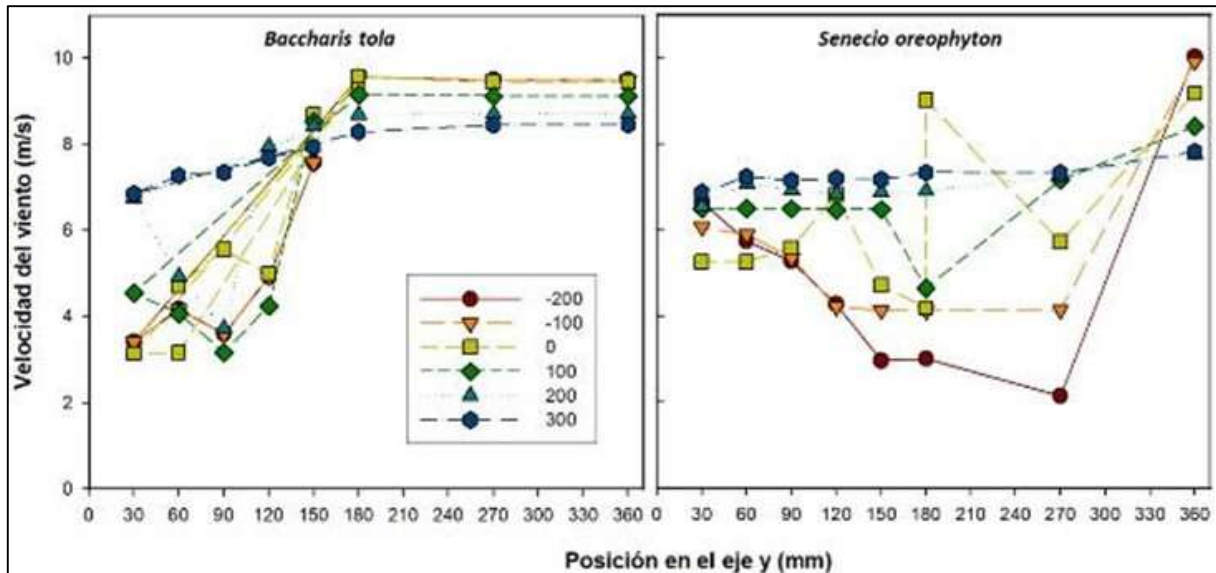 Baccharis tola
Senecio oreophyton
Velocidad del viento (m/s)
10
8
6
4
2
0
-200
-100
0
100
200
300
0 30 60 90 120 150 180 210 240 270 300 330 360
0 30 60 90 120 150 180 210 240 270 300 330 360
Posición en el eje y (mm)